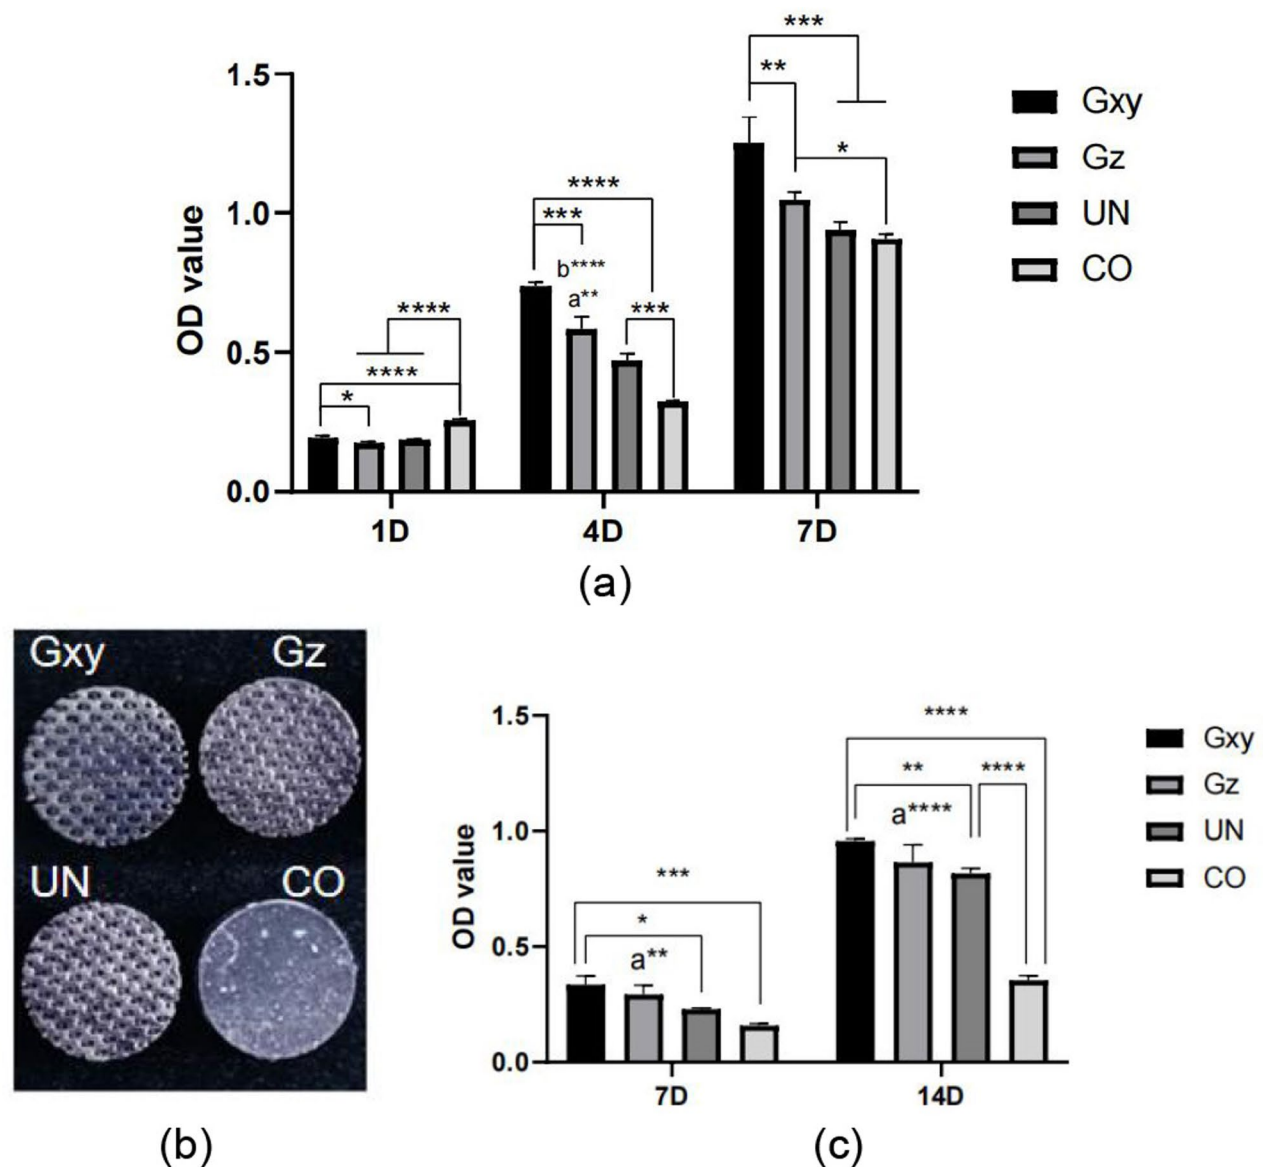 ***
**
1.5
Gxy
Gz
*
****
1.0
***
UN
b****
CO
a**
OD value
****
***
0.5
****
*
0.0
1D
4D
7D
(a)
Gxy
Gz
UN
CO
(b)
1.5
****
Gxy
**
****
Gz
a****
1.0
UN
***
CO
OD value
*
0.5
a**
0.0
7D
14D
(c)